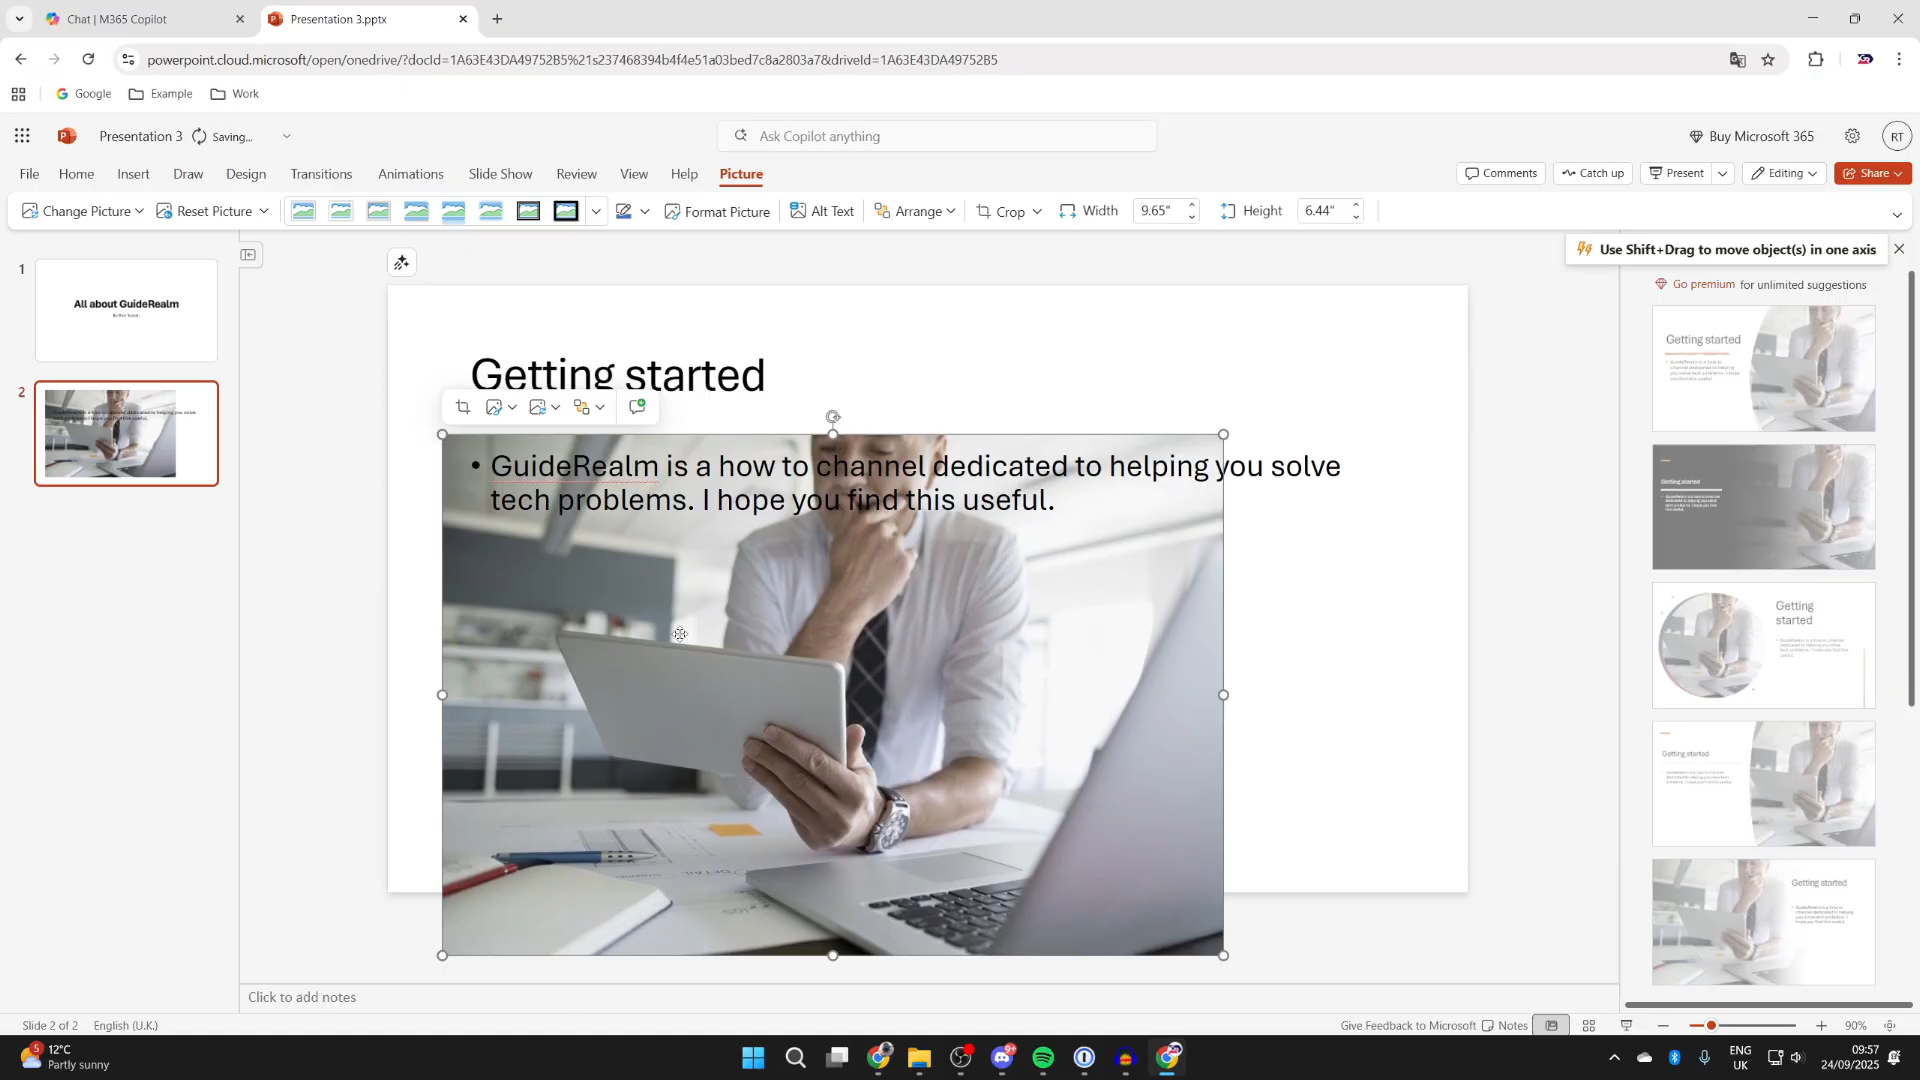 Chat | M365 Copilot
Presentation 3.pptx
powerpoint.cloud.microsoft/open/onedrive/?docId=1A63E43DA49752B5%21s237468394b4f4e51a03bed7c8a2803a7&driveId=1A63E43DA49752B5
Google
Example
Work
Presentation 3
Saving...
Ask Copilot anything
Buy Microsoft 365
RT
File
Home
Insert
Draw
Design
Transitions
Animations
Slide Show
Review
View
Help
Picture
Comments
Catch up
Present
Editing
Share
Change Picture
Reset Picture
Format Picture
Alt Text
Arrange
Crop
Width
9.65"
Height
6.44"
Use Shift+Drag to move object(s) in one axis
Go premium for unlimited suggestions
1
All about GuideRealm
2
Getting started
• GuideRealm is a how to channel dedicated to helping you solve
tech problems. I hope you find this useful.
DETAIL
Getting started
Getting started
Getting
started
Getting started
Getting started
Click to add notes
Slide 2 of 2
English (U.K.)
Give Feedback to Microsoft
Notes
90%
5
12°C
Partly sunny
9+
ENG
UK
09:57
24/09/2025